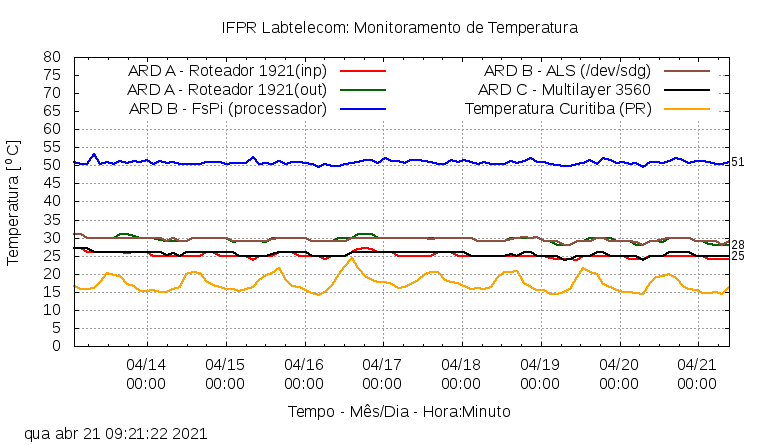 IFPR Labtelecom: Monitoramento de Temperatura
Temperatura [ºC]
80
75
70
65
60
55
50
45
40
35
30
25
20
15
10
5
0
ARD A - Roteador 1921(inp)
ARD A - Roteador 1921(out)
ARD B - FsPi (processador)
ARD B - ALS (/dev/sdg)
ARD C - Multilayer 3560
Temperatura Curitiba (PR)
51
28
25
04/14 00:00
04/15 00:00
04/16 00:00
04/17 00:00
04/18 00:00
04/19 00:00
04/20 00:00
04/21 00:00
Tempo - Mês/Dia - Hora:Minuto
qua abr 21 09:21:22 2021